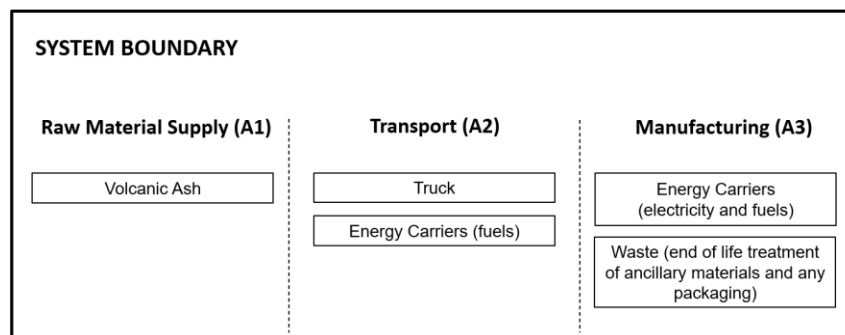 SYSTEM BOUNDARY
Raw Material Supply (A1)
Volcanic Ash
Transport (A2)
Truck
Energy Carriers (fuels)
Manufacturing (A3)
Energy Carriers
(electricity and fuels)
Waste (end of life treatment
of ancillary materials and any
packaging)